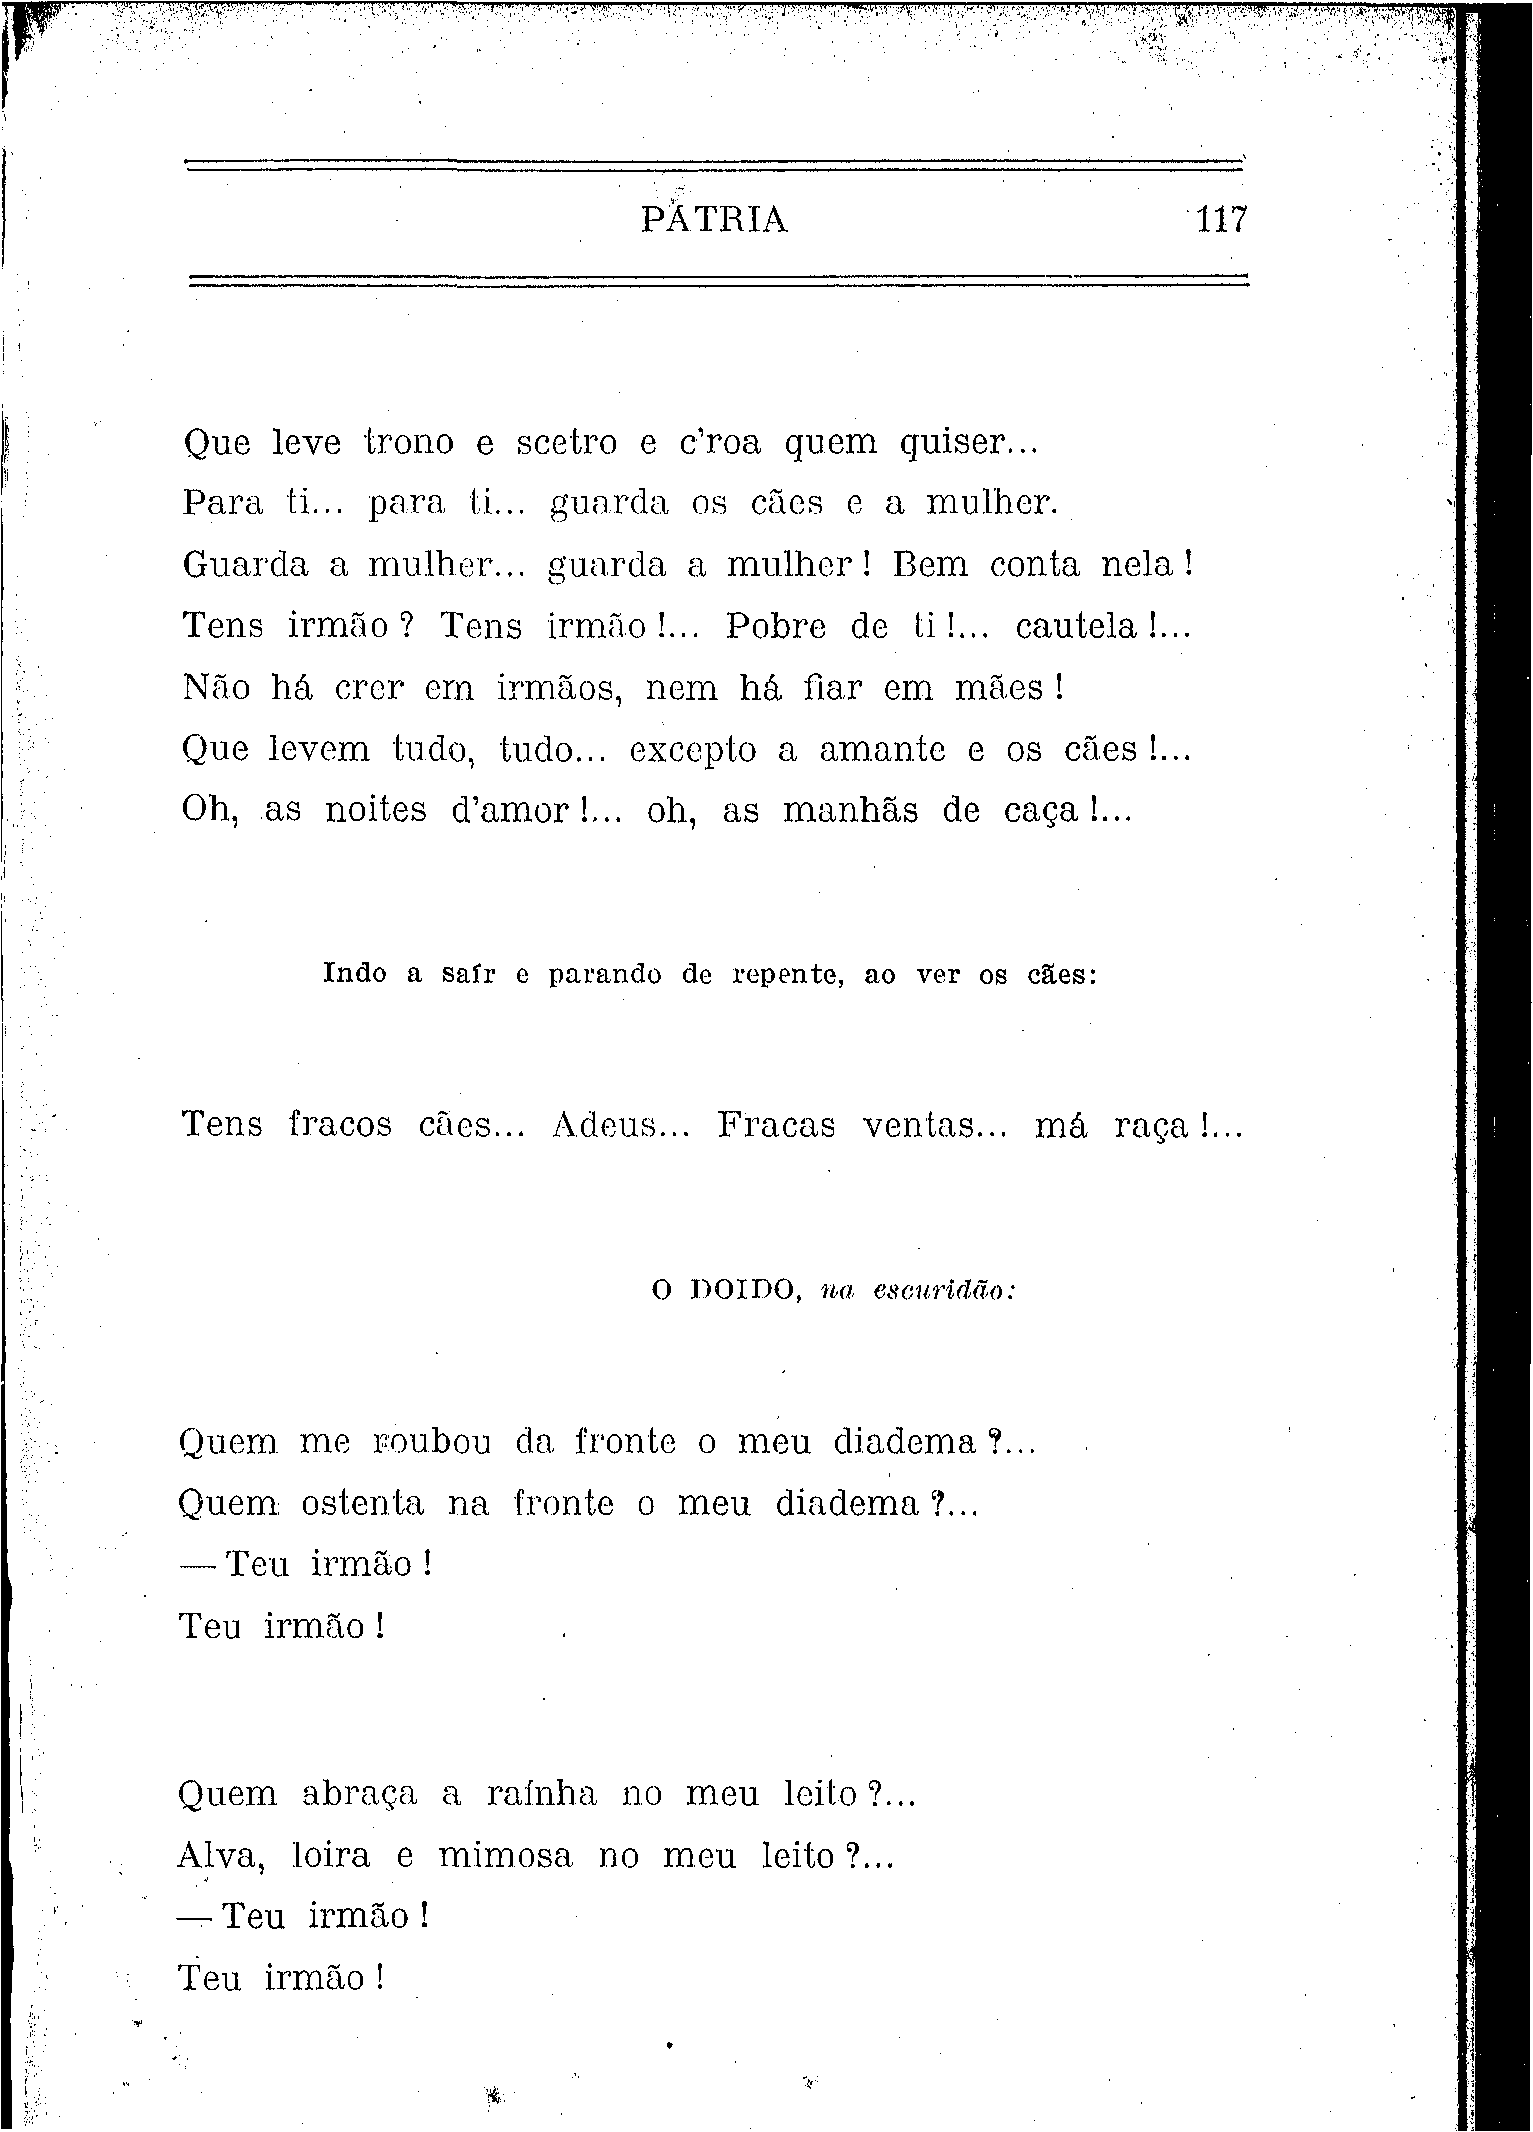 PÁTRIA 117
Que leve trono e scetro e c'roa quem quiser...
Para ti... para ti... guarda os cães e a mulher.
Guarda a mulher... guarda a mulher! Bem conta nela!
Tens irmão? Tens irmão!... Pobre de ti!... cautela!...
Não há crer em irmãos, nem há fiar em mães!
Que levem tudo, tudo... excepto a amante e os cães!...
Oh, as noites d'amor!... oh, as manhãs de caça!...
Indo a saír e parando de repente, ao ver os cães:
Tens fracos cães... Adeus... Fracas ventas... má raça!...
O DOIDO, na escuridão:
Quem me roubou da fronte o meu diadema?...
Quem ostenta na fronte o meu diadema?...
—Teu irmão!
Teu irmão!
Quem abraça a raínha no meu leito?...
Alva, loira e mimosa no meu leito?...
—Teu irmão!
Teu irmão!